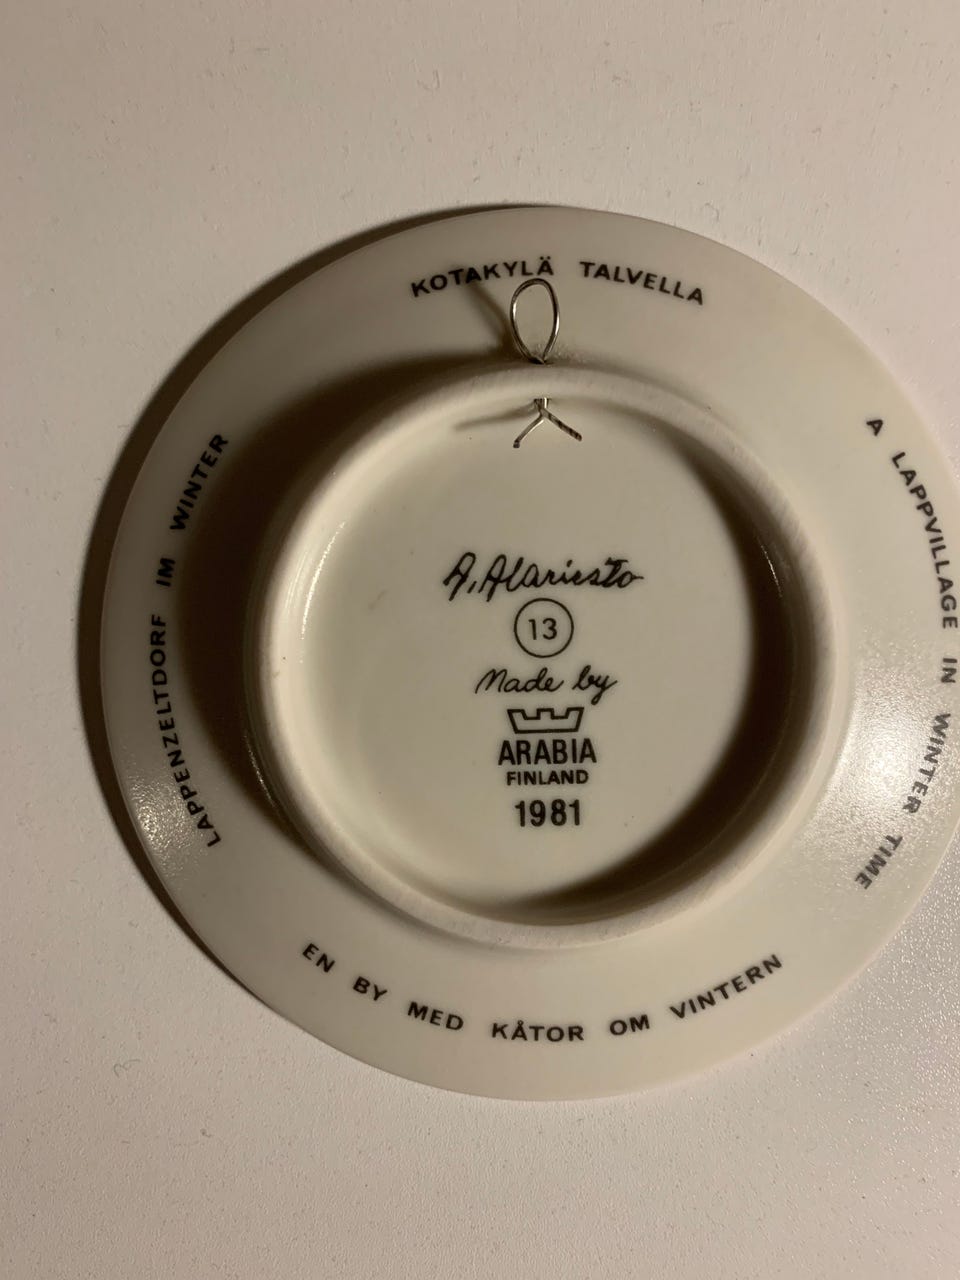 KOTAKYLÄ TALVELLA
A LAPPVILLAGE IN WINTER TIME
EN BY MED KÅTOR OM VINTERN
LAPPENZELTDORF IM WINTER
A. Alariesto
13
Made by
ARABIA
FINLAND
1981